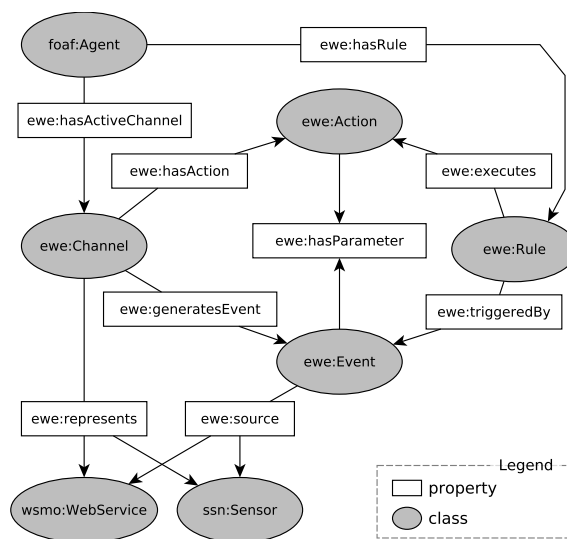 foaf:Agent
ewe:hasRule
ewe:hasActiveChannel
ewe:Action
ewe:hasAction
ewe:executes
ewe:Channel
ewe:hasParameter
ewe:Rule
ewe:generatesEvent
ewe:triggeredBy
ewe:Event
ewe:represents
ewe:source
wsmo:WebService
ssn:Sensor
Legend
property
class